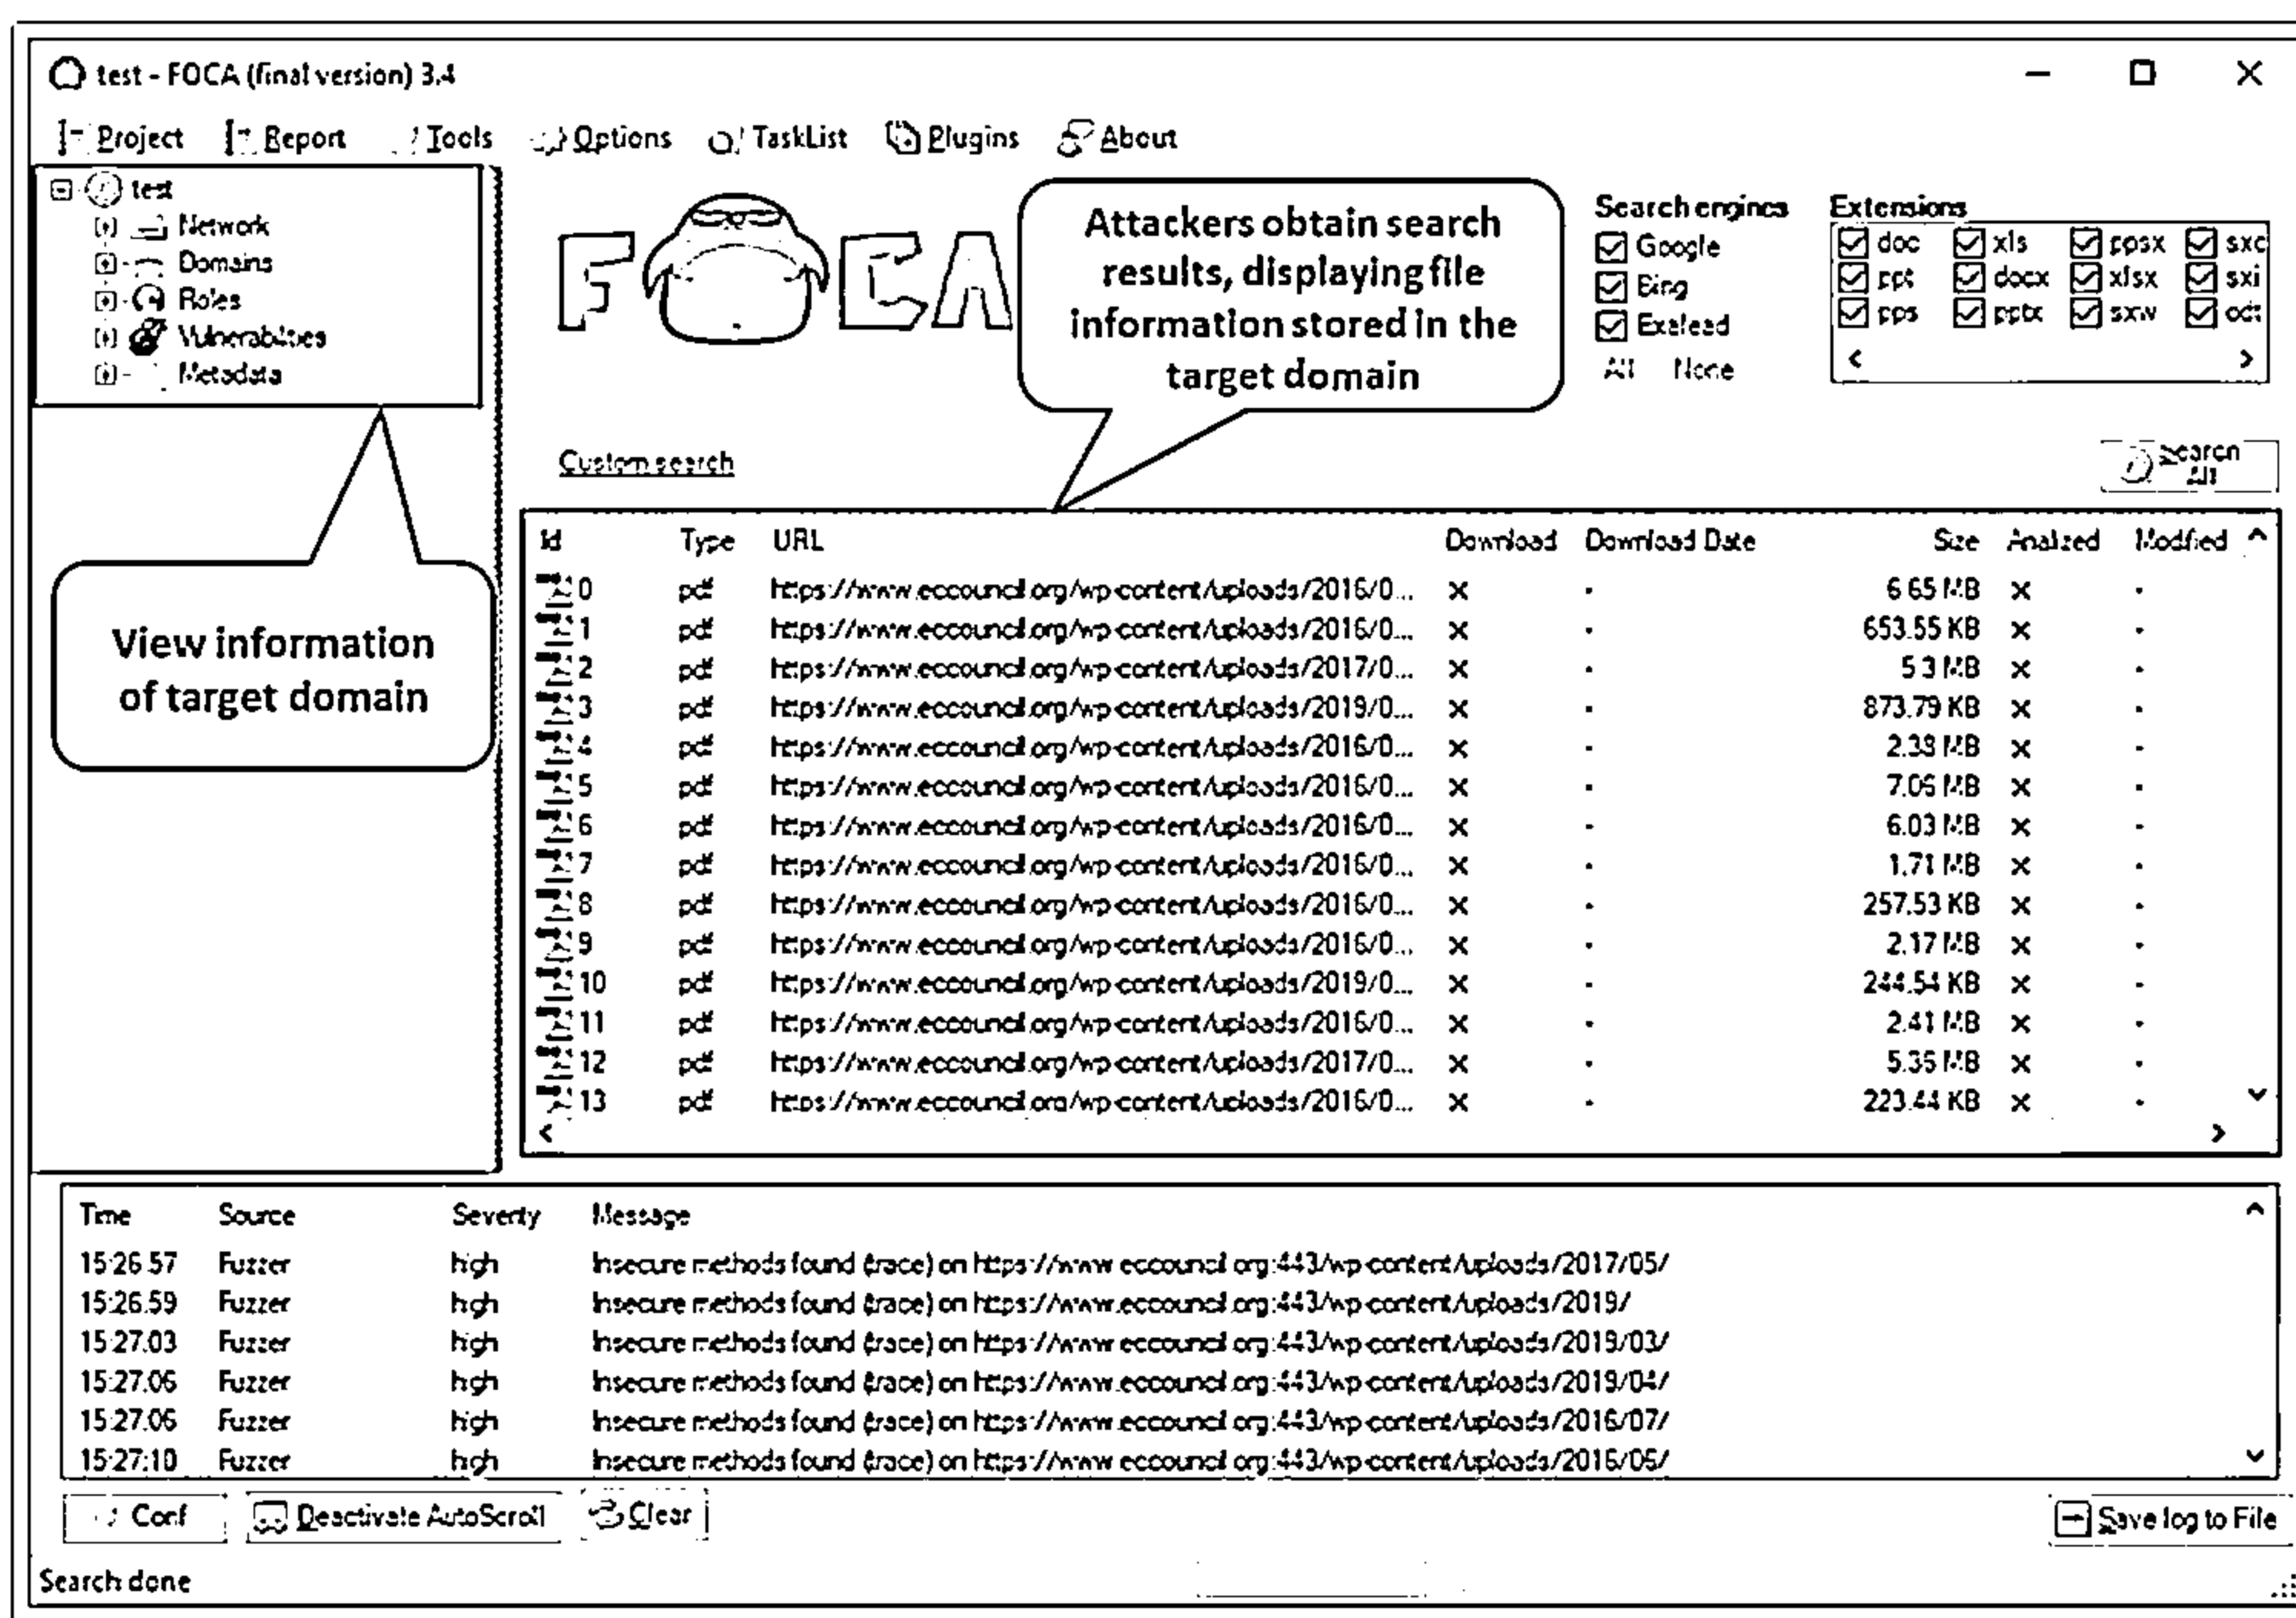 test - FOCA (final version) 3.4
Project Report Tools Options TaskList Plugins About
test
Network
Domains
Roles
Vulnerabilities
Metadata
FOCA
Attackers obtain search
results, displaying file
information stored in the
target domain
Search engines
Google
Bing
Exalead
All None
Extensions
doc xls ppsx sxc
ppt docx xlsx sxi
pps pptx sxw odt
Custom search
Search
All
View information
of target domain
Id Type URL Download Download Date Size Analized Modified
0 pdf https://www.eccouncil.org/wp-content/uploads/2016/0... × - 6.65 MB × -
1 pdf https://www.eccouncil.org/wp-content/uploads/2016/0... × - 653.55 KB × -
2 pdf https://www.eccouncil.org/wp-content/uploads/2017/0... × - 5.3 MB × -
3 pdf https://www.eccouncil.org/wp-content/uploads/2019/0... × - 873.79 KB × -
4 pdf https://www.eccouncil.org/wp-content/uploads/2016/0... × - 2.38 MB × -
5 pdf https://www.eccouncil.org/wp-content/uploads/2016/0... × - 7.06 MB × -
6 pdf https://www.eccouncil.org/wp-content/uploads/2016/0... × - 6.03 MB × -
7 pdf https://www.eccouncil.org/wp-content/uploads/2016/0... × - 1.71 MB × -
8 pdf https://www.eccouncil.org/wp-content/uploads/2016/0... × - 257.53 KB × -
9 pdf https://www.eccouncil.org/wp-content/uploads/2016/0... × - 2.17 MB × -
10 pdf https://www.eccouncil.org/wp-content/uploads/2019/0... × - 244.54 KB × -
11 pdf https://www.eccouncil.org/wp-content/uploads/2016/0... × - 2.41 MB × -
12 pdf https://www.eccouncil.org/wp-content/uploads/2017/0... × - 5.36 MB × -
13 pdf https://www.eccouncil.org/wp-content/uploads/2016/0... × - 223.44 KB × -
Time Source Severity Message
15:26:57 Fuzzer high Insecure methods found (trace) on https://www.eccouncil.org:443/wp-content/uploads/2017/05/
15:26:59 Fuzzer high Insecure methods found (trace) on https://www.eccouncil.org:443/wp-content/uploads/2019/
15:27:03 Fuzzer high Insecure methods found (trace) on https://www.eccouncil.org:443/wp-content/uploads/2019/03/
15:27:06 Fuzzer high Insecure methods found (trace) on https://www.eccouncil.org:443/wp-content/uploads/2019/04/
15:27:06 Fuzzer high Insecure methods found (trace) on https://www.eccouncil.org:443/wp-content/uploads/2016/07/
15:27:10 Fuzzer high Insecure methods found (trace) on https://www.eccouncil.org:443/wp-content/uploads/2016/06/
Conf Deactivate AutoScroll Clear Save log to File
Search done